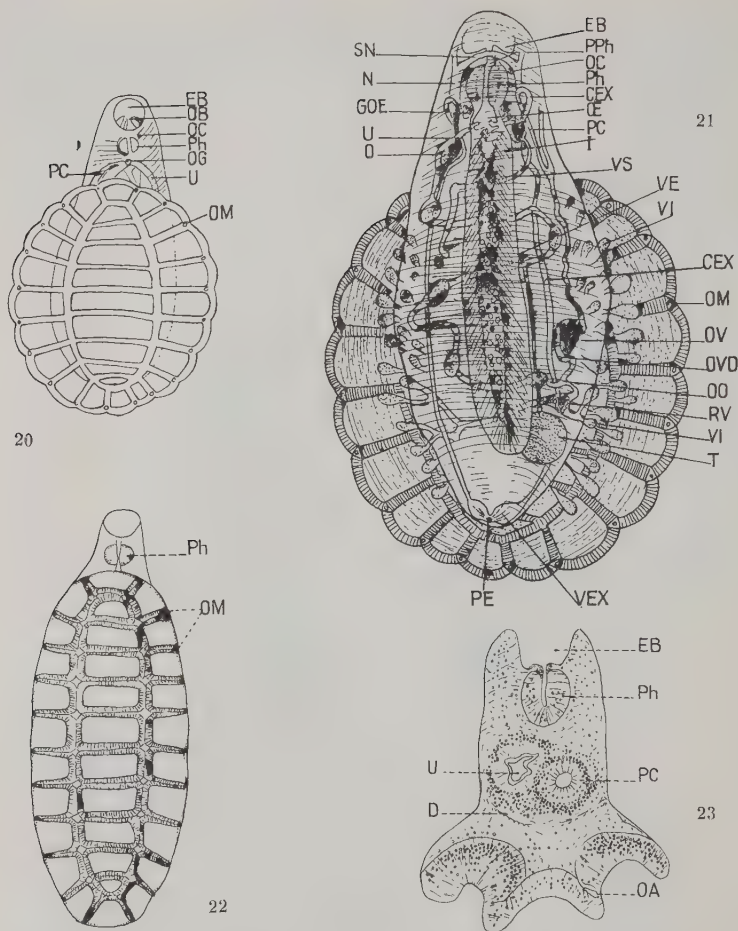 EB
OB
OC
Ph
OG
PC
U
OM
20
EB
SN
PPh
OC
N
Ph
CEX
GOE
OE
PC
U
I
O
VS
21
VE
VI
CEX
OM
OV
OVD
OO
RV
VI
T
PE
VEX
Ph
OM
22
EB
Ph
U
PC
D
23
OA